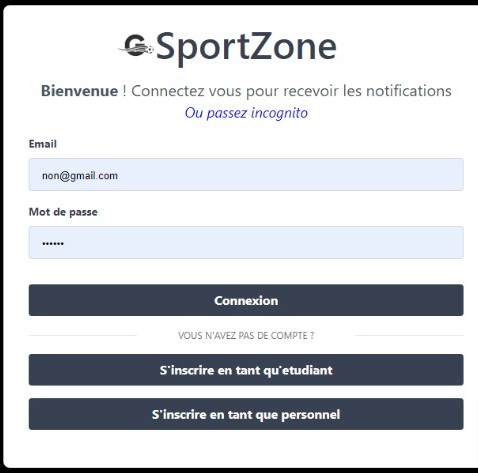 G SportZone
Bienvenue ! Connectez vous pour recevoir les notifications
Ou passez incognito
Email
non@gmail.com
Mot de passe
••••••
Connexion
VOUS N'AVEZ PAS DE COMPTE ?
S'inscrire en tant qu'etudiant
S'inscrire en tant que personnel